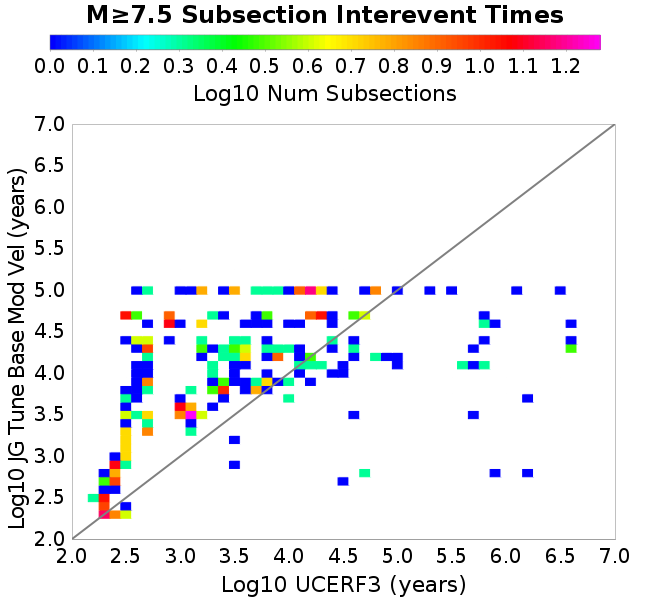 M≥7.5 Subsection Interevent Times
0.0 0.1 0.2 0.3 0.4 0.5 0.6 0.7 0.8 0.9 1.0 1.1 1.2
Log10 Num Subsections
Log10 JG Tune Base Mod Vel (years)
7.0
6.5
6.0
5.5
5.0
4.5
4.0
3.5
3.0
2.5
2.0
2.0 2.5 3.0 3.5 4.0 4.5 5.0 5.5 6.0 6.5 7.0
Log10 UCERF3 (years)